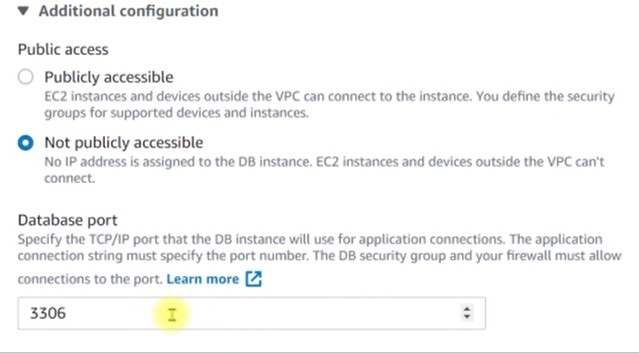 Additional configuration
Public access
Publicly accessible
EC2 instances and devices outside the VPC can connect to the instance. You define the security
groups for supported devices and instances.
Not publicly accessible
No IP address is assigned to the DB instance. EC2 instances and devices outside the VPC can't
connect.
Database port
Specify the TCP/IP port that the DB instance will use for application connections. The application
connection string must specify the port number. The DB security group and your firewall must allow
connections to the port. Learn more
3306